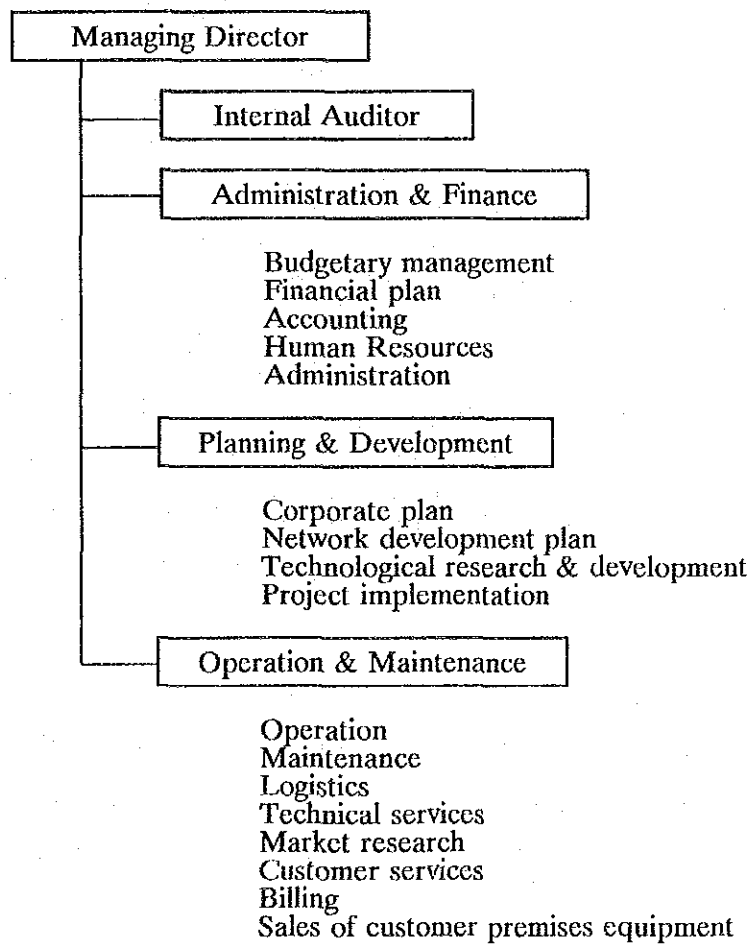 Managing Director
Internal Auditor
Administration & Finance
Budgetary management
Financial plan
Accounting
Human Resources
Administration
Planning & Development
Corporate plan
Network development plan
Technological research & development
Project implementation
Operation & Maintenance
Operation
Maintenance
Logistics
Technical services
Market research
Customer services
Billing
Sales of customer premises equipment